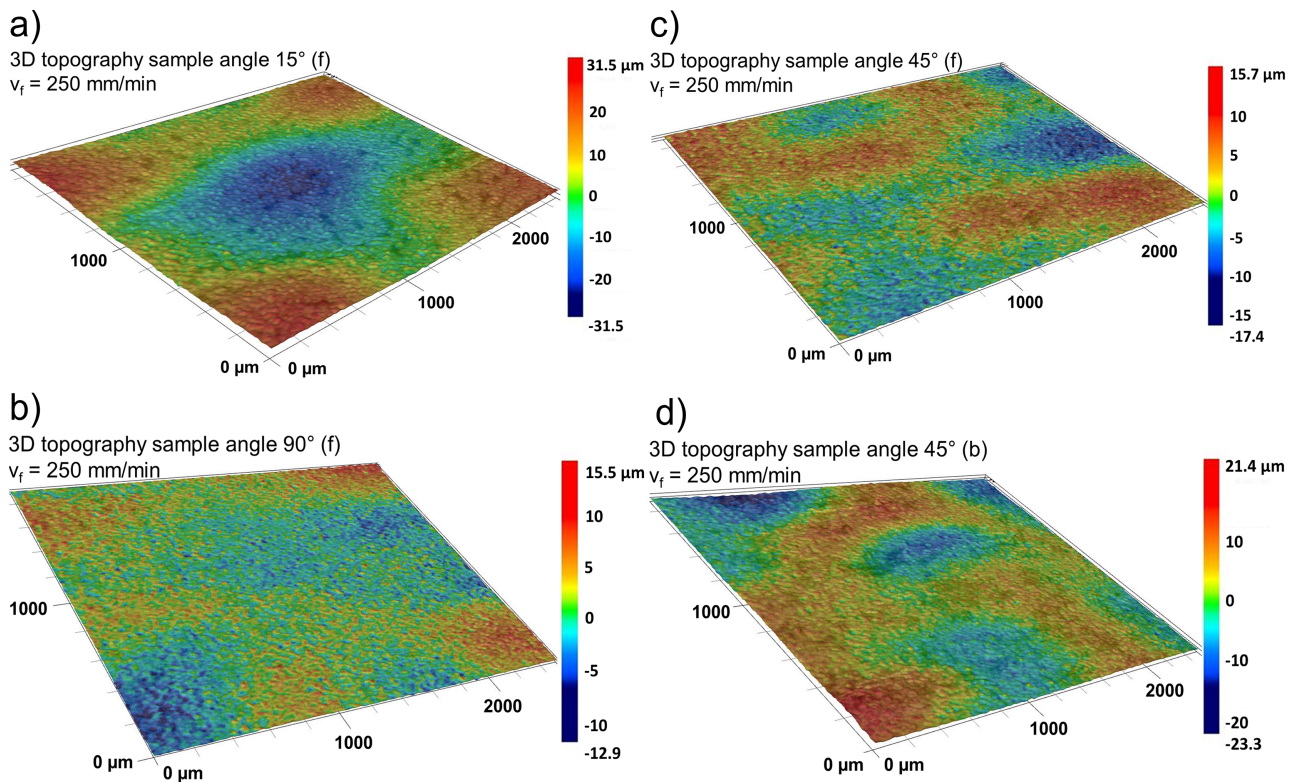 a)
3D topography sample angle 15° (f)
v_f = 250 mm/min
31.5 µm
20
10
0
-10
-20
-31.5
1000
2000
1000
0 µm
0 µm
c)
3D topography sample angle 45° (f)
v_f = 250 mm/min
15.7 µm
10
5
0
-5
-10
-15
-17.4
1000
2000
1000
0 µm
0 µm
b)
3D topography sample angle 90° (f)
v_f = 250 mm/min
15.5 µm
10
5
0
-5
-10
-12.9
1000
2000
1000
0 µm
0 µm
d)
3D topography sample angle 45° (b)
v_f = 250 mm/min
21.4 µm
10
0
-10
-20
-23.3
1000
2000
1000
0 µm
0 µm